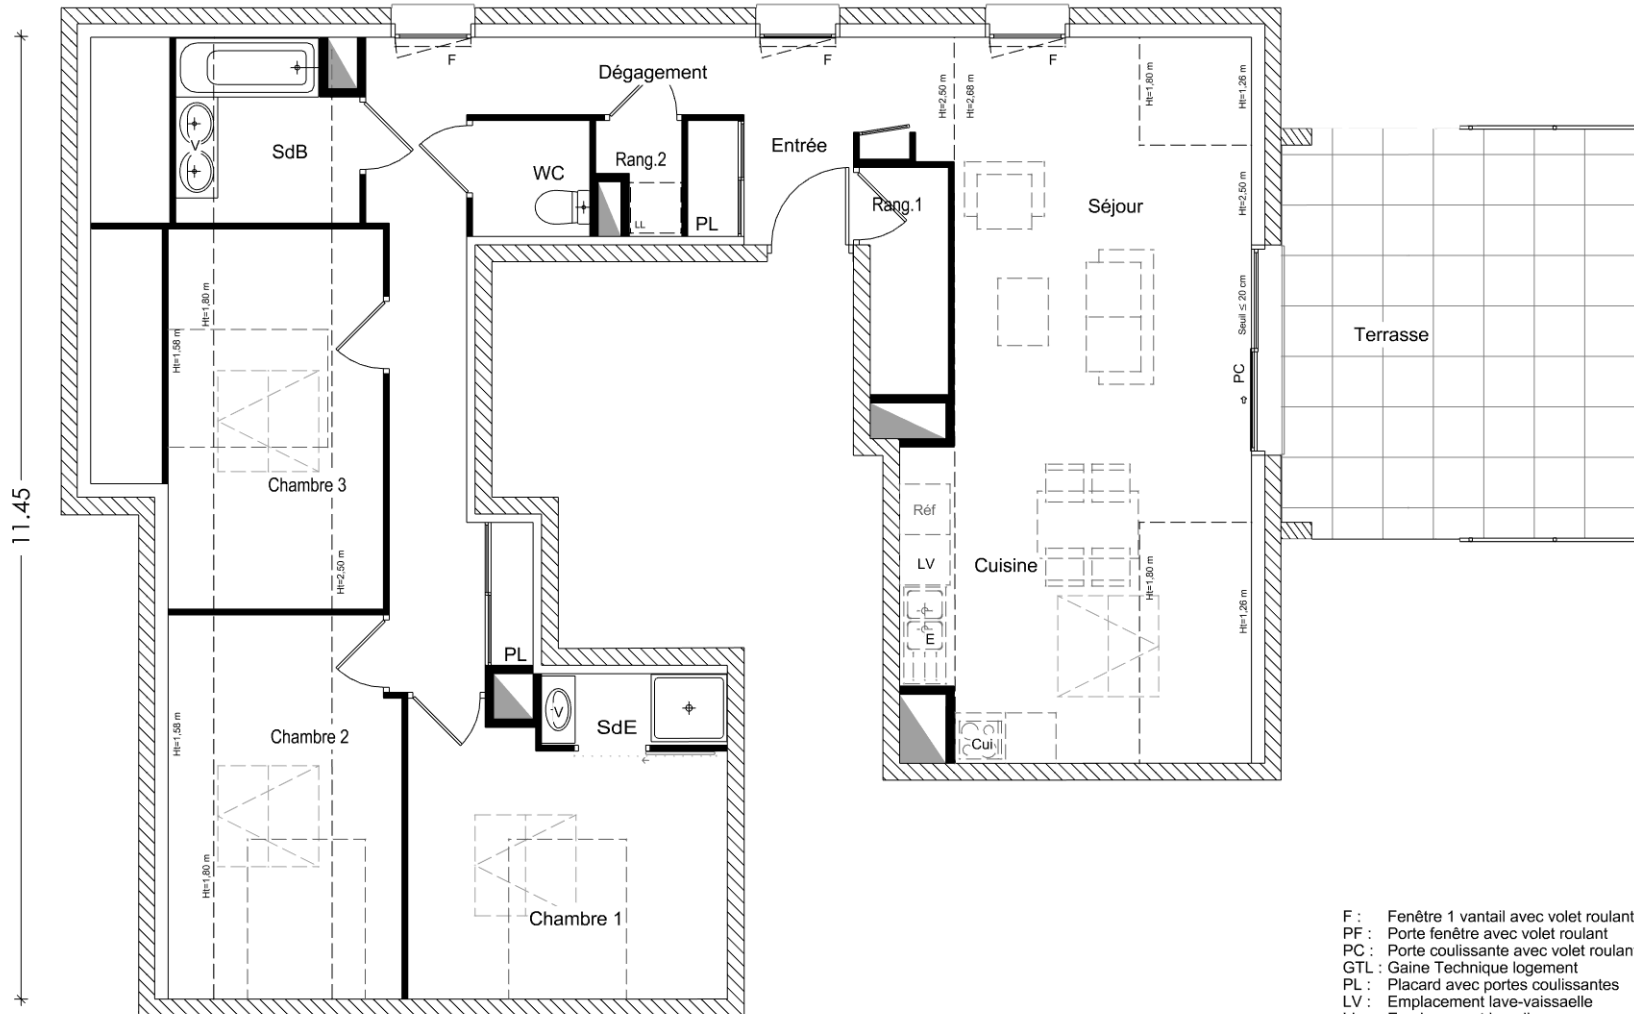 F
F
F
Dégagement
Ht=2,50 m
Ht=2,68 m
Ht=1,80 m
Ht=1,26 m
V
SdB
WC
Rang.2
LL
PL
Entrée
Rang.1
Séjour
Ht=2,50 m
Ht=1,80 m
Ht=1,58 m
Seuil ≤ 20 cm
PC
Terrasse
11.45
Chambre 3
Ht=2,50 m
Réf
LV
E
Cuisine
Ht=1,80 m
Ht=1,26 m
PL
V
SdE
Cui
Chambre 2
Ht=1,58 m
Ht=1,80 m
Chambre 1
F : Fenêtre 1 vantail avec volet roulant
PF : Porte fenêtre avec volet roulant
PC : Porte coulissante avec volet roulan
GTL : Gaine Technique logement
PL : Placard avec portes coulissantes
LV : Emplacement lave-vaissaelle